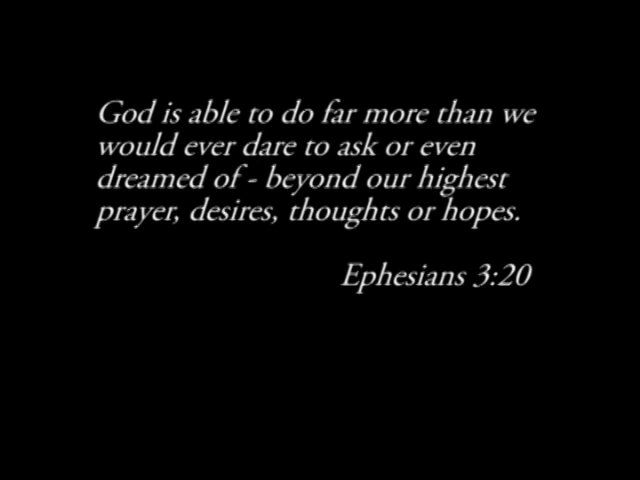 God is able to do far more than we
would ever dare to ask or even
dreamed of - beyond our highest
prayer, desires, thoughts or hopes.
Ephesians 3:20